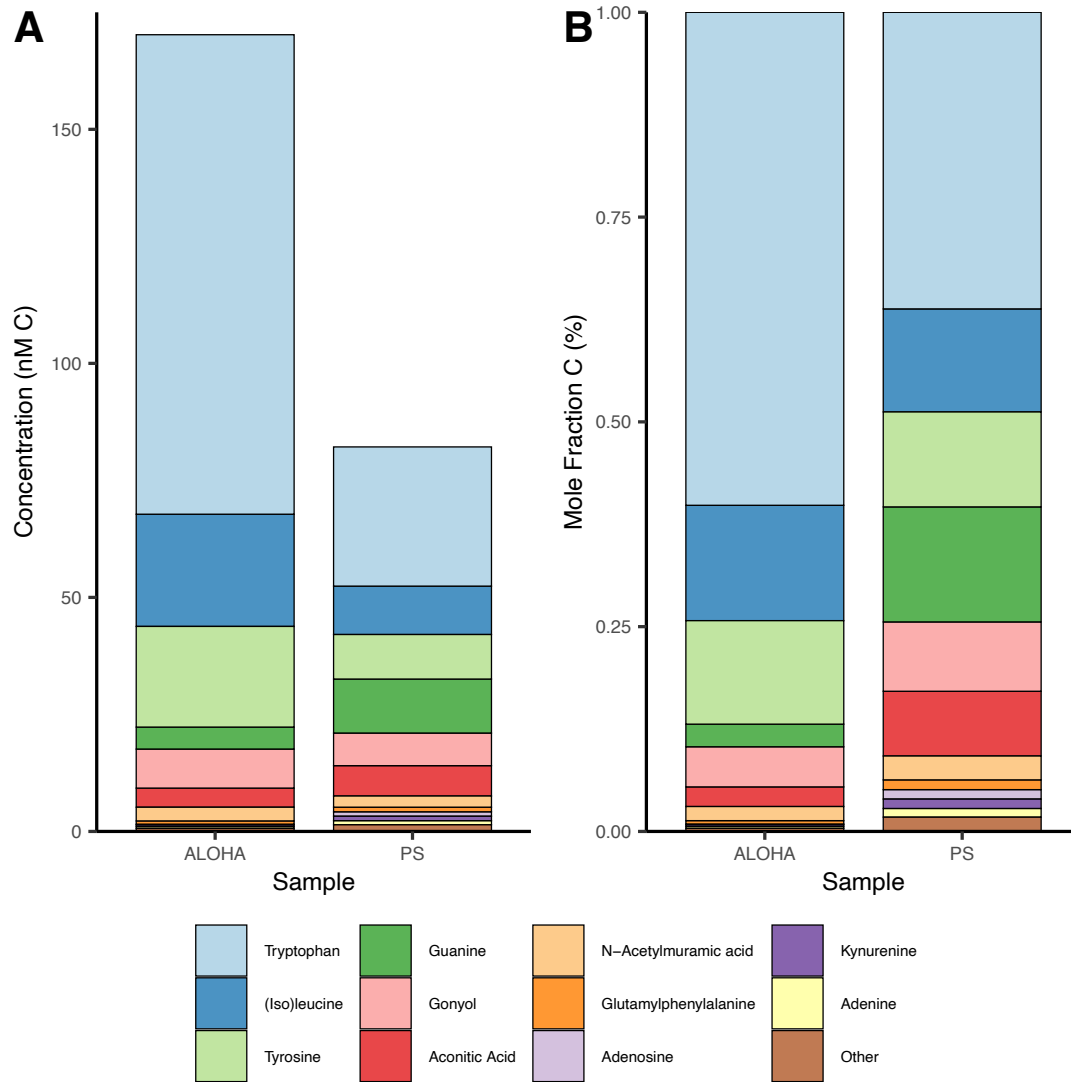 A
Concentration (nM C)
150
100
50
0
ALOHA PS
Sample
B
Mole Fraction C (%)
1.00
0.75
0.50
0.25
0.00
ALOHA PS
Sample
Tryptophan Guanine N−Acetylmuramic acid Kynurenine
(Iso)leucine Gonyol Glutamylphenylalanine Adenine
Tyrosine Aconitic Acid Adenosine Other